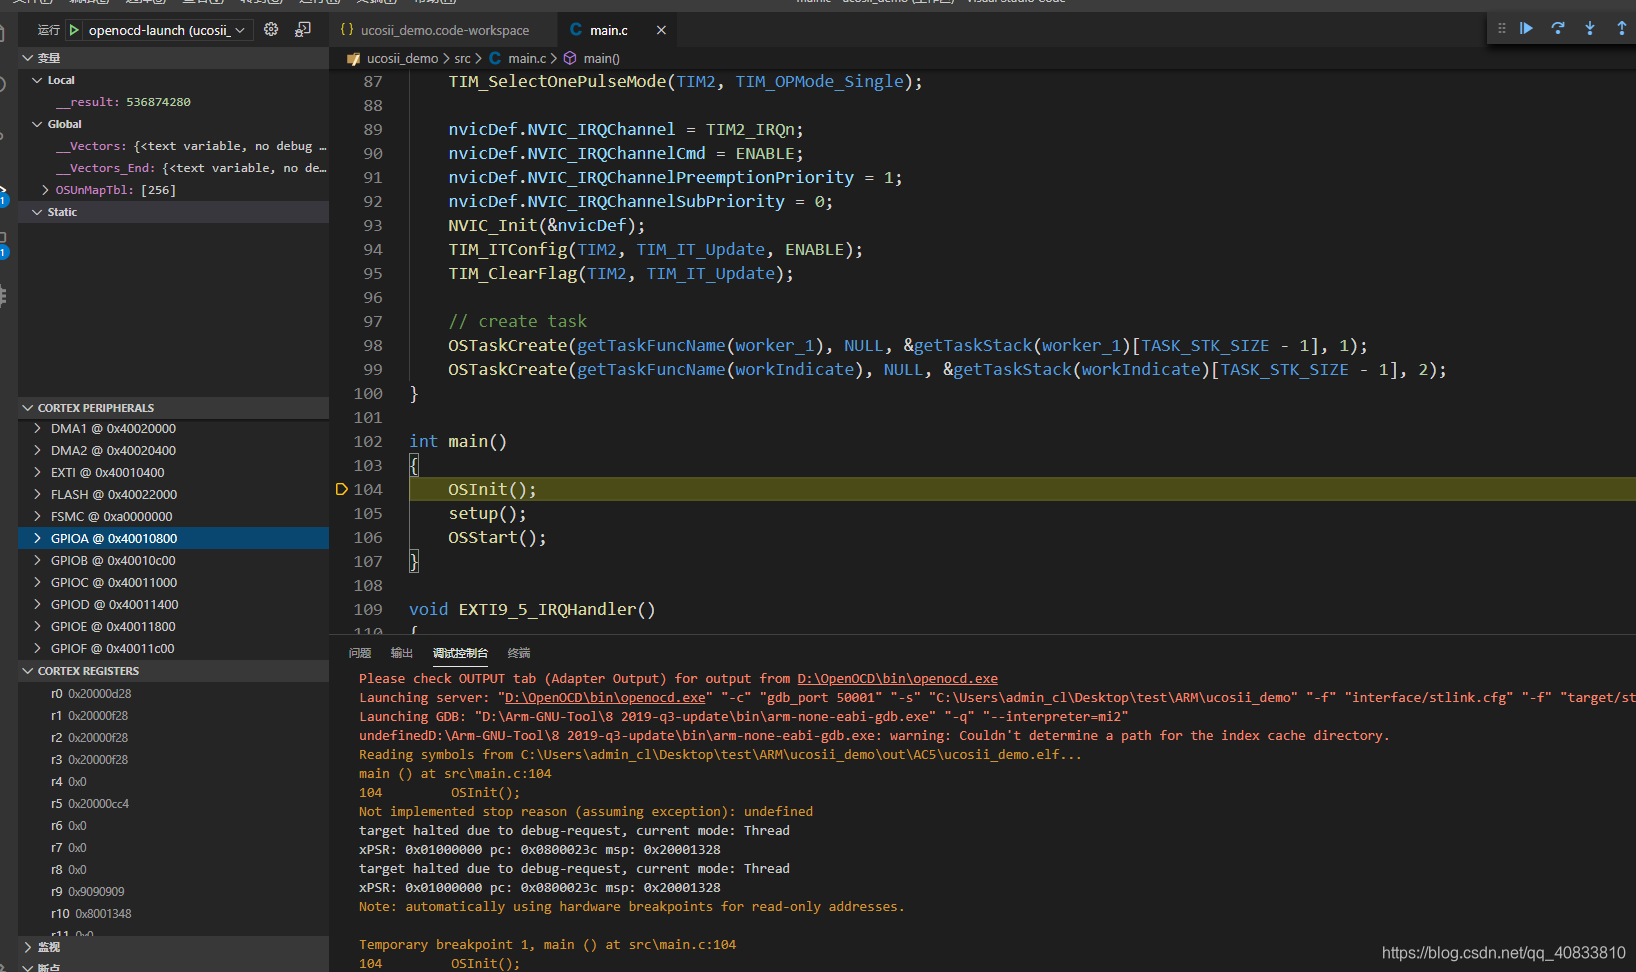 运行 openocd-launch (ucosii_
变量
Local
__result: 536874280
Global
__Vectors: {<text variable, no debug …
__Vectors_End: {<text variable, no de…
OSUnMapTbl: [256]
Static
CORTEX PERIPHERALS
DMA1 @ 0x40020000
DMA2 @ 0x40020400
EXTI @ 0x40010400
FLASH @ 0x40022000
FSMC @ 0xa0000000
GPIOA @ 0x40010800
GPIOB @ 0x40010c00
GPIOC @ 0x40011000
GPIOD @ 0x40011400
GPIOE @ 0x40011800
GPIOF @ 0x40011c00
CORTEX REGISTERS
r0 0x20000d28
r1 0x20000f28
r2 0x20000f28
r3 0x20000f28
r4 0x0
r5 0x20000cc4
r6 0x0
r7 0x0
r8 0x0
r9 0x9090909
r10 0x8001348
r11 0x0
监视
断点
{} ucosii_demo.code-workspace
C main.c ×
ucosii_demo > src > C main.c > main()
87 TIM_SelectOnePulseMode(TIM2, TIM_OPMode_Single);
88
89 nvicDef.NVIC_IRQChannel = TIM2_IRQn;
90 nvicDef.NVIC_IRQChannelCmd = ENABLE;
91 nvicDef.NVIC_IRQChannelPreemptionPriority = 1;
92 nvicDef.NVIC_IRQChannelSubPriority = 0;
93 NVIC_Init(&nvicDef);
94 TIM_ITConfig(TIM2, TIM_IT_Update, ENABLE);
95 TIM_ClearFlag(TIM2, TIM_IT_Update);
96
97 // create task
98 OSTaskCreate(getTaskFuncName(worker_1), NULL, &getTaskStack(worker_1)[TASK_STK_SIZE - 1], 1);
99 OSTaskCreate(getTaskFuncName(workIndicate), NULL, &getTaskStack(workIndicate)[TASK_STK_SIZE - 1], 2);
100 }
101
102 int main()
103 {
104 OSInit();
105 setup();
106 OSStart();
107 }
108
109 void EXTI9_5_IRQHandler()
110 {
问题 输出 调试控制台 终端
Please check OUTPUT tab (Adapter Output) for output from D:\OpenOCD\bin\openocd.exe
Launching server: "D:\OpenOCD\bin\openocd.exe" "-c" "gdb_port 50001" "-s" "C:\Users\admin_cl\Desktop\test\ARM\ucosii_demo" "-f" "interface/stlink.cfg" "-f" "target/st
Launching GDB: "D:\Arm-GNU-Tool\8 2019-q3-update\bin\arm-none-eabi-gdb.exe" "-q" "--interpreter=mi2"
undefinedD:\Arm-GNU-Tool\8 2019-q3-update\bin\arm-none-eabi-gdb.exe: warning: Couldn't determine a path for the index cache directory.
Reading symbols from C:\Users\admin_cl\Desktop\test\ARM\ucosii_demo\out\AC5\ucosii_demo.elf...
main () at src\main.c:104
104 OSInit();
Not implemented stop reason (assuming exception): undefined
target halted due to debug-request, current mode: Thread
xPSR: 0x01000000 pc: 0x0800023c msp: 0x20001328
target halted due to debug-request, current mode: Thread
xPSR: 0x01000000 pc: 0x0800023c msp: 0x20001328
Note: automatically using hardware breakpoints for read-only addresses.
Temporary breakpoint 1, main () at src\main.c:104
104 OSInit();
https://blog.csdn.net/qq_40833810